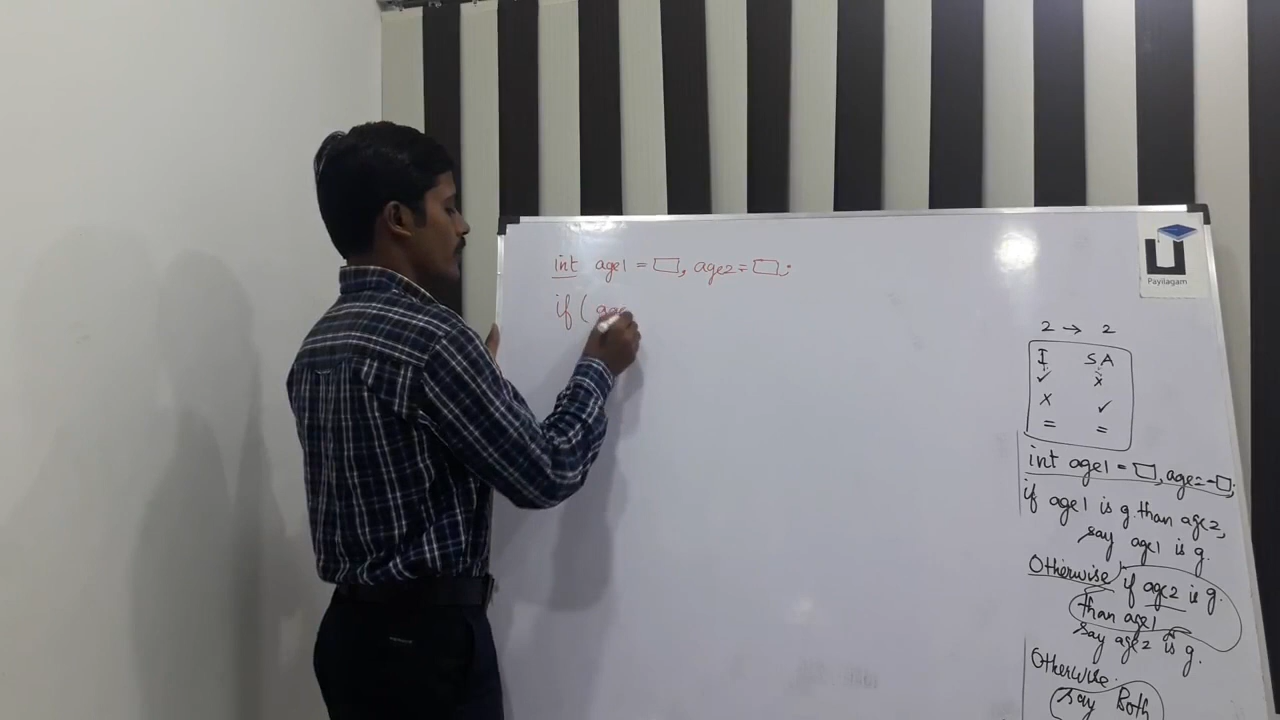 int age1 = □, age2 = □;
if ( age
Payilagam
2 → 2
I SA
✓ x
x ✓
= =
int age1 = □, age2 = □;
if age1 is g. than age2,
say age1 is g.
Otherwise, if age2 is g.
than age1
say age2 is g.
Otherwise.
say Both